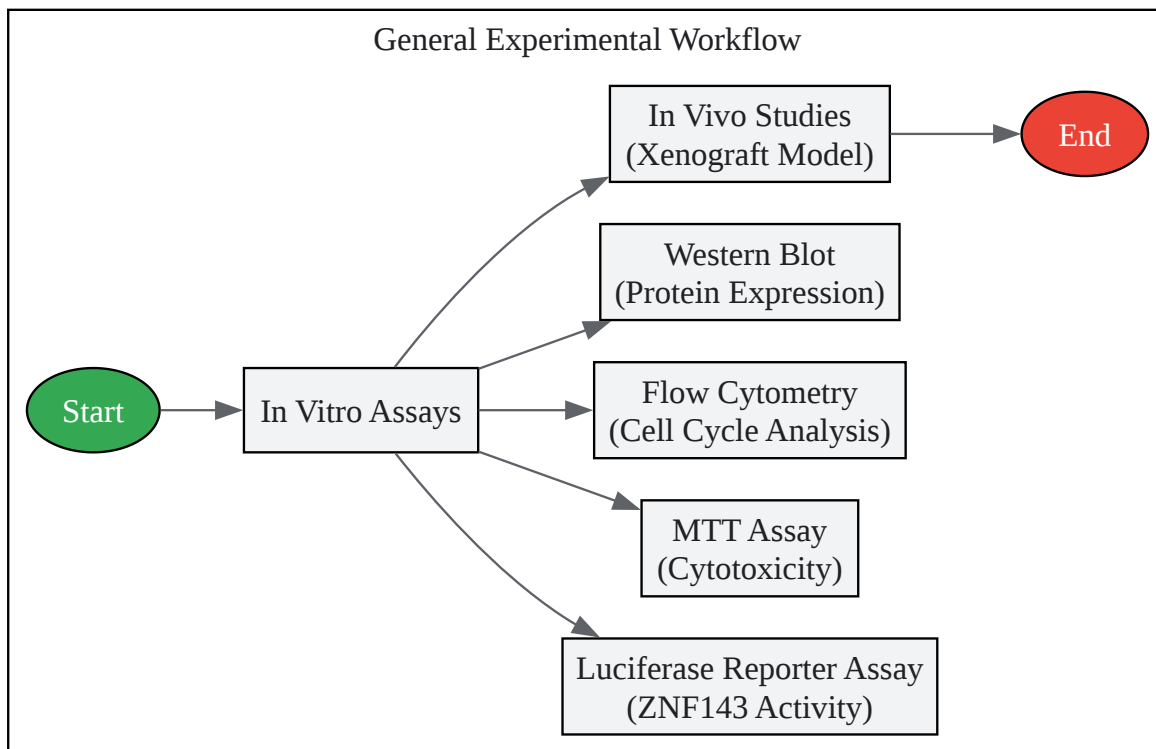 General Experimental Workflow
In Vivo Studies
(Xenograft Model)
End
Western Blot
(Protein Expression)
Start
In Vitro Assays
Flow Cytometry
(Cell Cycle Analysis)
MTT Assay
(Cytotoxicity)
Luciferase Reporter Assay
(ZNF143 Activity)